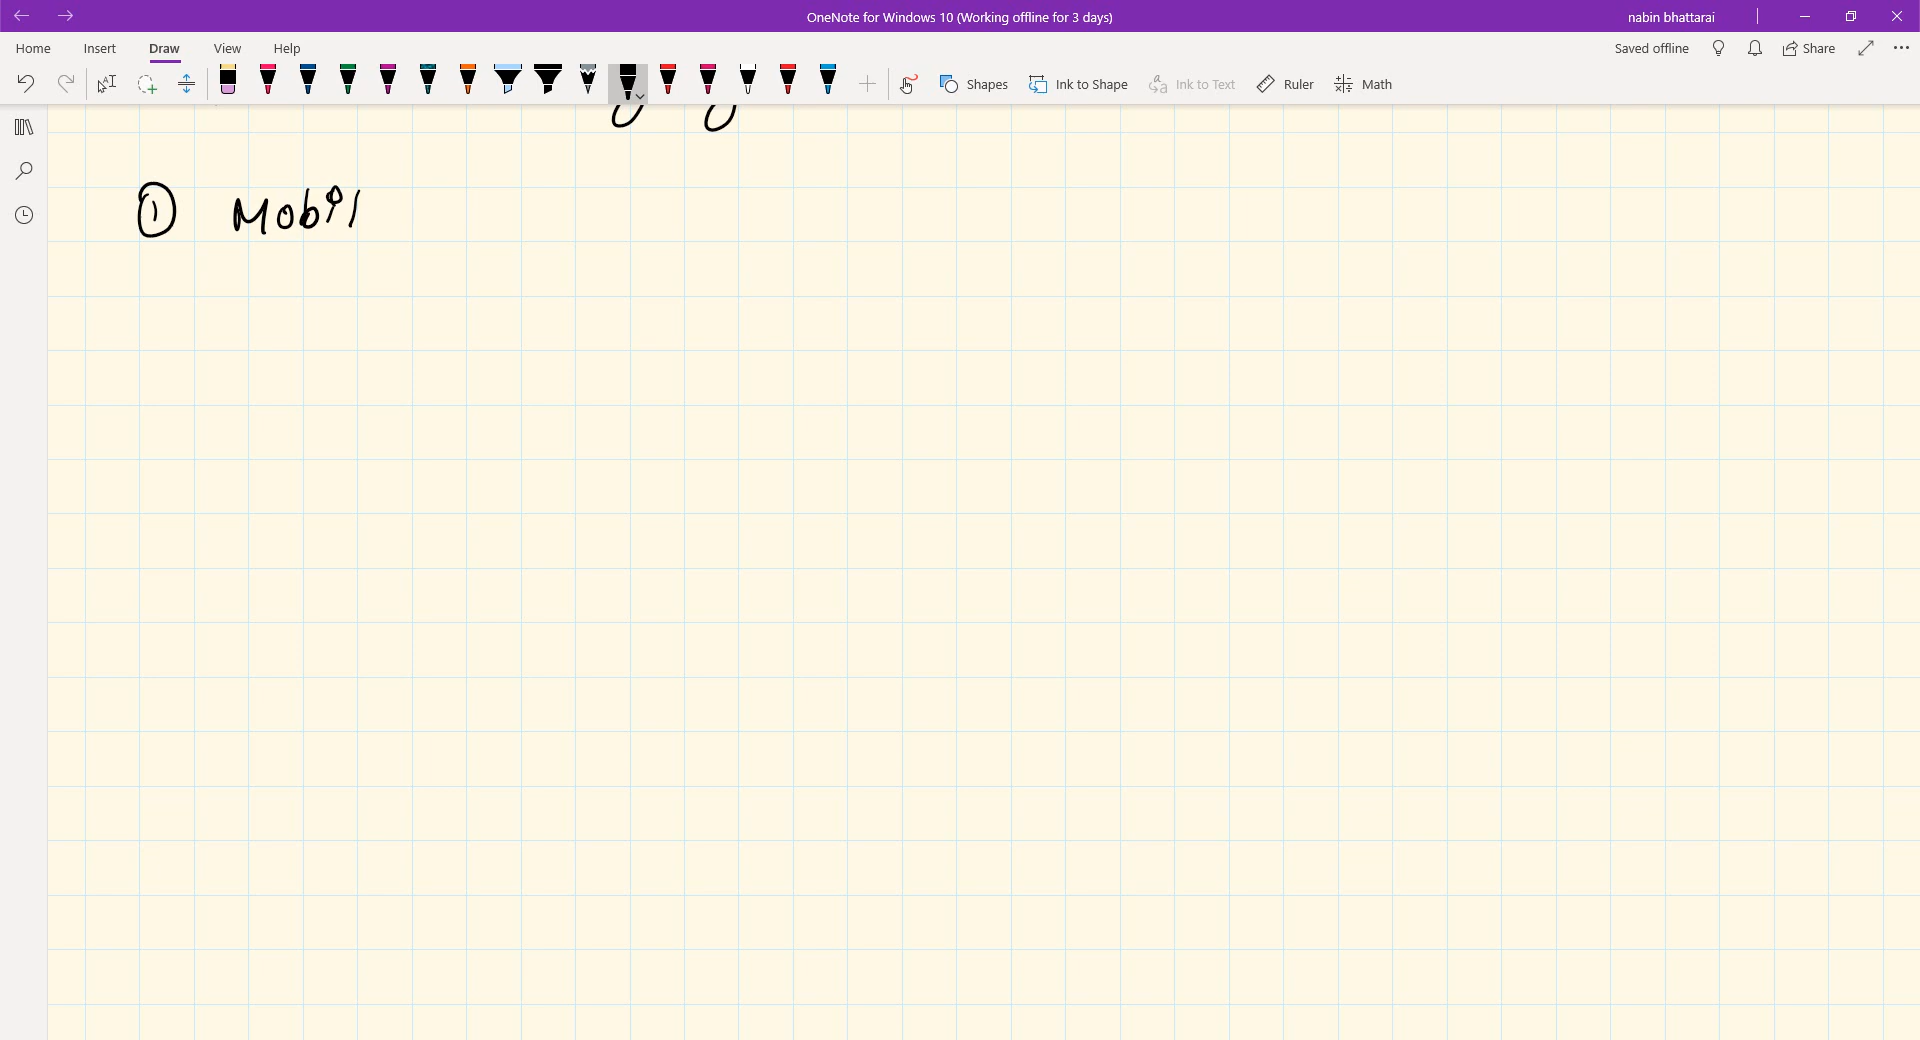 OneNote for Windows 10 (Working offline for 3 days) nabin bhattarai
Home Insert Draw View Help Saved offline Share
Shapes Ink to Shape Ink to Text Ruler Math
① Mobil